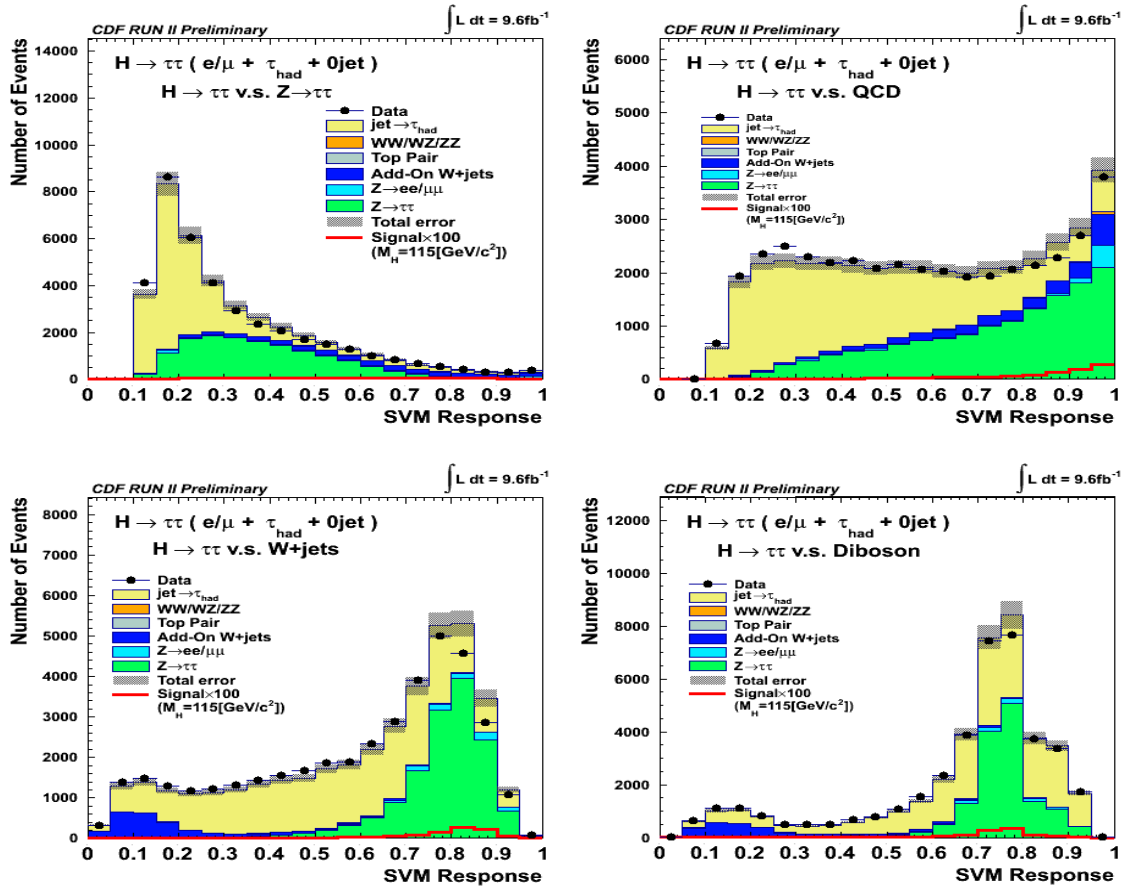 CDF RUN II Preliminary
∫ L dt = 9.6fb⁻¹
H → ττ ( e/μ + τ_had + 0jet )
H → ττ v.s. Z→ττ
Data
jet→τ_had
WW/WZ/ZZ
Top Pair
Add-On W+jets
Z→ee/μμ
Z→ττ
Total error
Signal×100
(M_H=115[GeV/c²])
Number of Events
14000
12000
10000
8000
6000
4000
2000
0
0 0.1 0.2 0.3 0.4 0.5 0.6 0.7 0.8 0.9 1
SVM Response
CDF RUN II Preliminary
∫ L dt = 9.6fb⁻¹
H → ττ ( e/μ + τ_had + 0jet )
H → ττ v.s. QCD
Data
jet→τ_had
WW/WZ/ZZ
Top Pair
Add-On W+jets
Z→ee/μμ
Z→ττ
Total error
Signal×100
(M_H=115[GeV/c²])
Number of Events
6000
5000
4000
3000
2000
1000
0
0 0.1 0.2 0.3 0.4 0.5 0.6 0.7 0.8 0.9 1
SVM Response
CDF RUN II Preliminary
∫ L dt = 9.6fb⁻¹
H → ττ ( e/μ + τ_had + 0jet )
H → ττ v.s. W+jets
Data
jet→τ_had
WW/WZ/ZZ
Top Pair
Add-On W+jets
Z→ee/μμ
Z→ττ
Total error
Signal×100
(M_H=115[GeV/c²])
Number of Events
8000
7000
6000
5000
4000
3000
2000
1000
0
0 0.1 0.2 0.3 0.4 0.5 0.6 0.7 0.8 0.9 1
SVM Response
CDF RUN II Preliminary
∫ L dt = 9.6fb⁻¹
H → ττ ( e/μ + τ_had + 0jet )
H → ττ v.s. Diboson
Data
jet→τ_had
WW/WZ/ZZ
Top Pair
Add-On W+jets
Z→ee/μμ
Z→ττ
Total error
Signal×100
(M_H=115[GeV/c²])
Number of Events
12000
10000
8000
6000
4000
2000
0
0 0.1 0.2 0.3 0.4 0.5 0.6 0.7 0.8 0.9 1
SVM Response